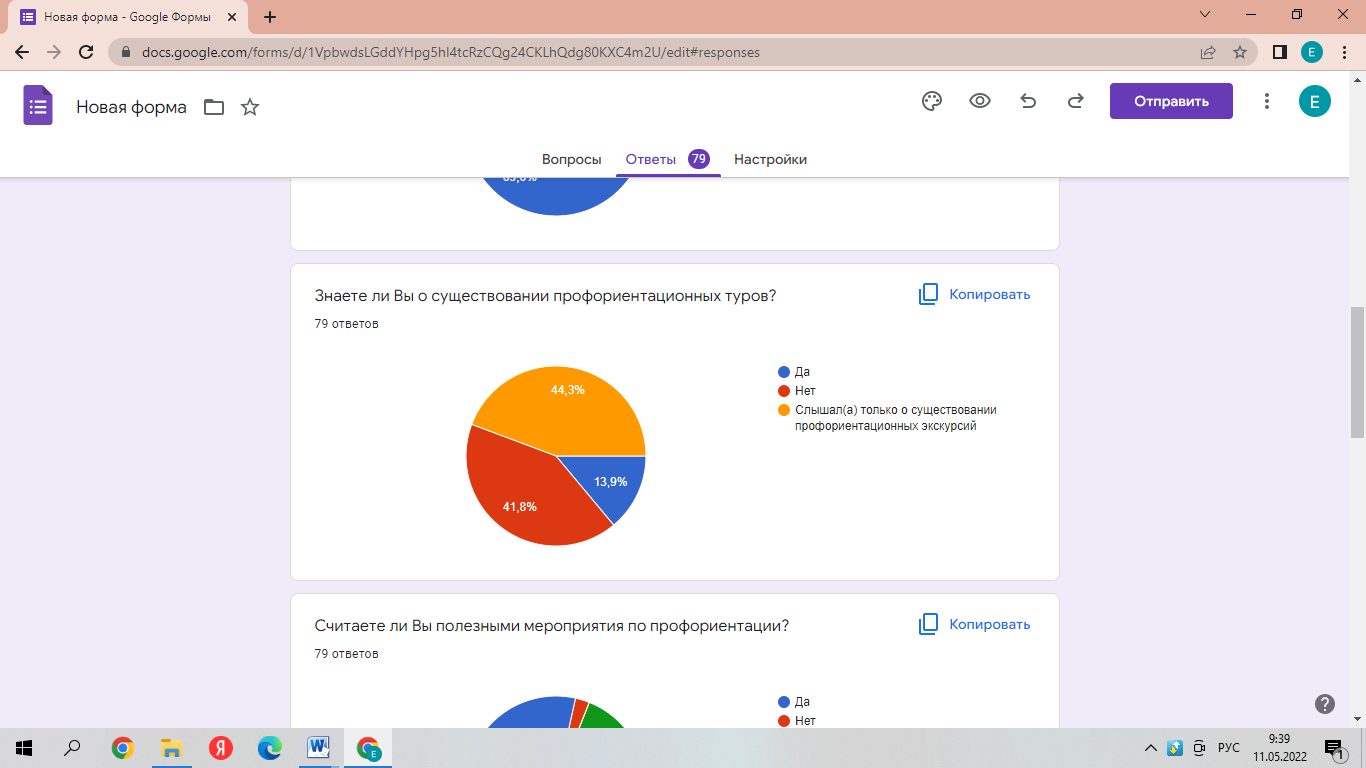 Новая форма - Google Формы
docs.google.com/forms/d/1VpbwdsLGddYHpg5hl4tcRzCQg24CKLhQdg80KXC4m2U/edit#responses
E
Новая форма
Отправить
E
Вопросы
Ответы 79
Настройки
Знаете ли Вы о существовании профориентационных туров?
Копировать
79 ответов
44,3%
13,9%
41,8%
Да
Нет
Слышал(а) только о существовании
профориентационных экскурсий
Считаете ли Вы полезными мероприятия по профориентации?
Копировать
79 ответов
Да
Нет
Я
W
E
РУС
9:39
11.05.2022
1